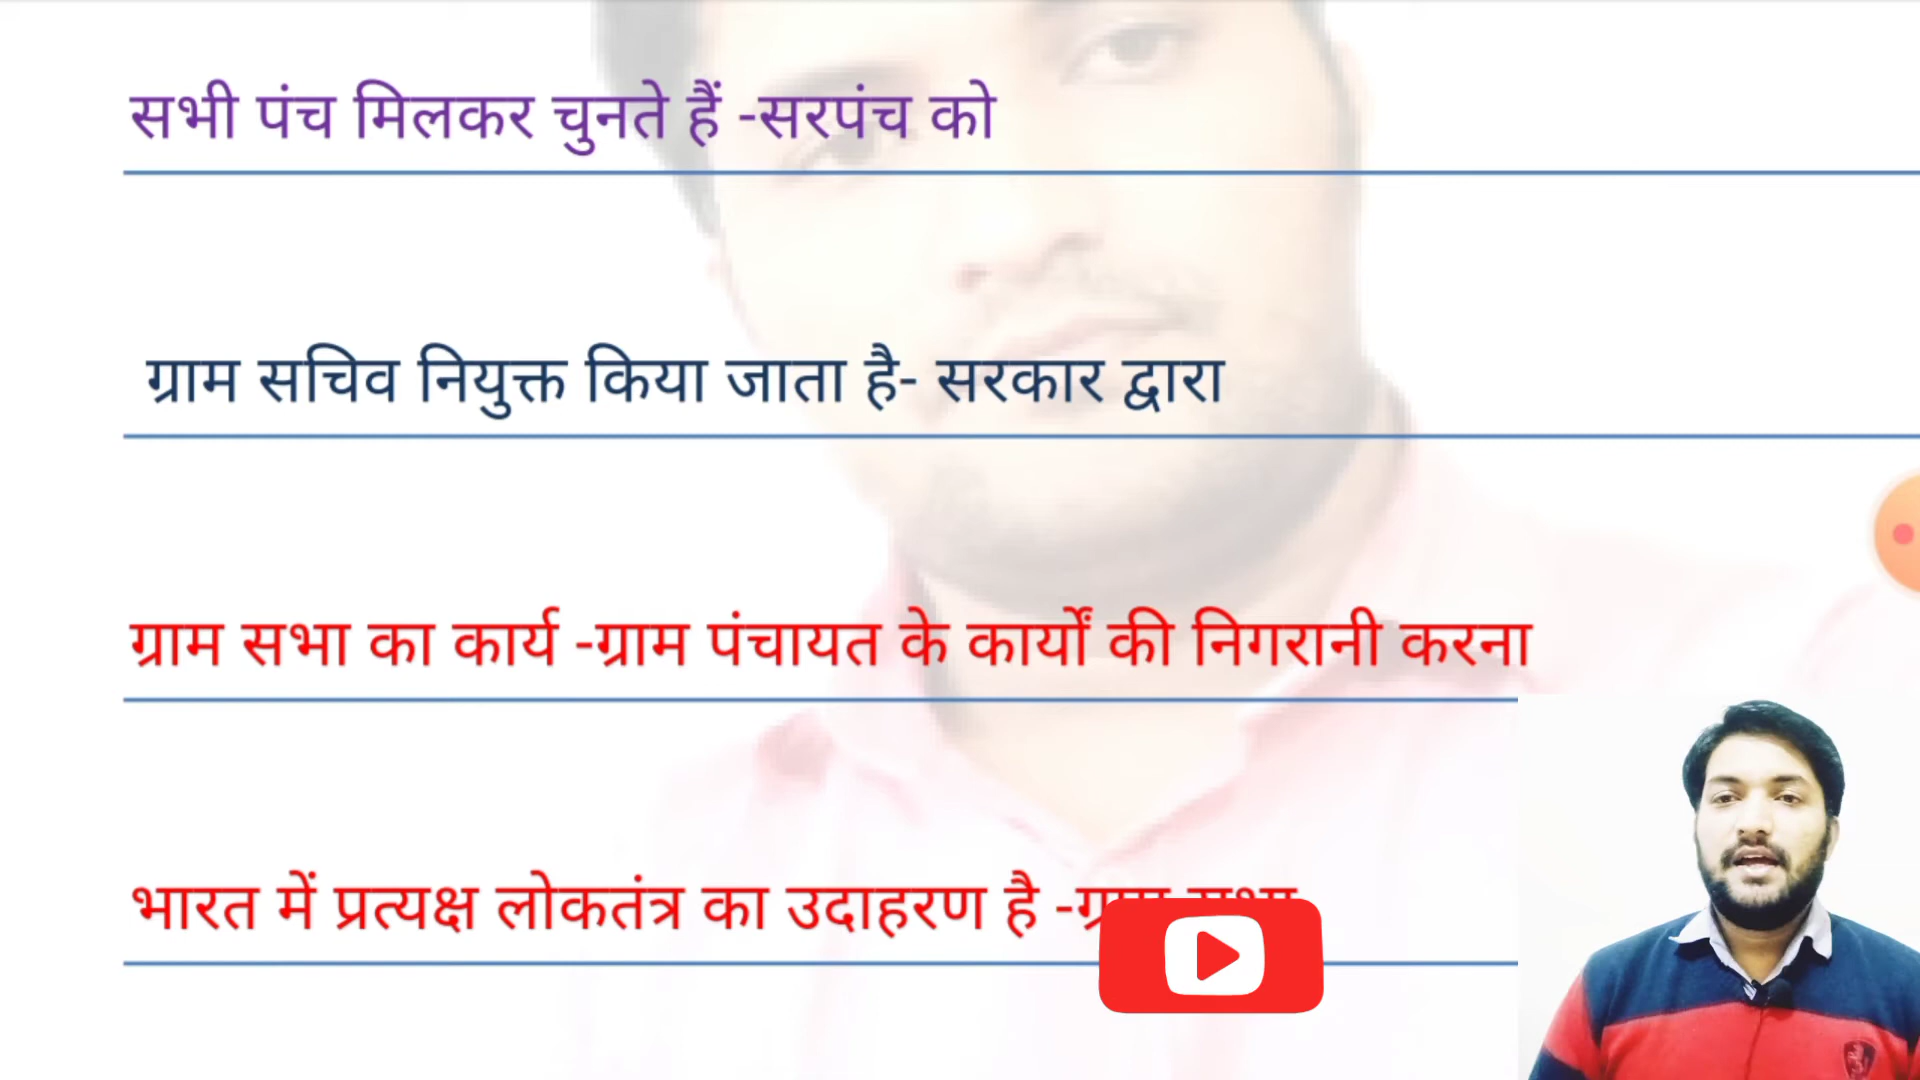 सभी पंच मिलकर चुनते हैं -सरपंच को
ग्राम सचिव नियुक्त किया जाता है- सरकार द्वारा
ग्राम सभा का कार्य -ग्राम पंचायत के कार्यों की निगरानी करना
भारत में प्रत्यक्ष लोकतंत्र का उदाहरण है -